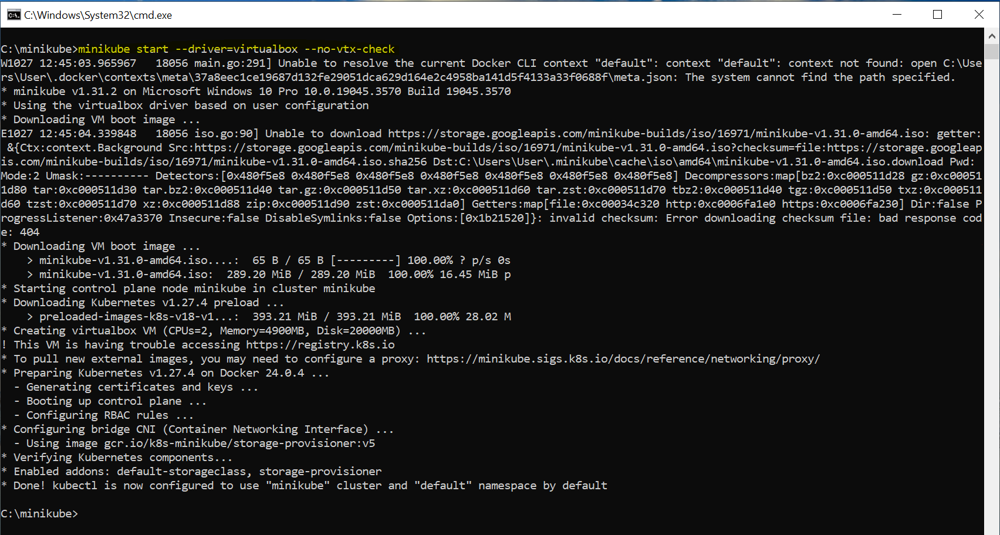 C:\Windows\System32\cmd.exe
C:\minikube>minikube start --driver=virtualbox --no-vtx-check
W1027 12:45:03.965967   18056 main.go:291] Unable to resolve the current Docker CLI context "default": context "default": context not found: open C:\Use
rs\User\.docker\contexts\meta\37a8eec1ce19687d132fe29051dca629d164e2c4958ba141d5f4133a33f0688f\meta.json: The system cannot find the path specified.
* minikube v1.31.2 on Microsoft Windows 10 Pro 10.0.19045.3570 Build 19045.3570
* Using the virtualbox driver based on user configuration
* Downloading VM boot image ...
E1027 12:45:04.339848   18056 iso.go:90] Unable to download https://storage.googleapis.com/minikube-builds/iso/16971/minikube-v1.31.0-amd64.iso: getter:
 &{Ctx:context.Background Src:https://storage.googleapis.com/minikube-builds/iso/16971/minikube-v1.31.0-amd64.iso?checksum=file:https://storage.googleap
is.com/minikube-builds/iso/16971/minikube-v1.31.0-amd64.iso.sha256 Dst:C:\Users\User\.minikube\cache\iso\amd64\minikube-v1.31.0-amd64.iso.download Pwd:
Mode:2 Umask:---------- Detectors:[0x480f5e8 0x480f5e8 0x480f5e8 0x480f5e8 0x480f5e8 0x480f5e8 0x480f5e8] Decompressors:map[bz2:0xc000511d28 gz:0xc00051
1d80 tar:0xc000511d30 tar.bz2:0xc000511d40 tar.gz:0xc000511d50 tar.xz:0xc000511d60 tar.zst:0xc000511d70 tbz2:0xc000511d40 tgz:0xc000511d50 txz:0xc000511
d60 tzst:0xc000511d70 xz:0xc000511d88 zip:0xc000511d90 zst:0xc000511da0] Getters:map[file:0xc00034c320 http:0xc0006fa1e0 https:0xc0006fa230] Dir:false P
rogressListener:0x47a3370 Insecure:false DisableSymlinks:false Options:[0x1b21520]}: invalid checksum: Error downloading checksum file: bad response cod
e: 404
* Downloading VM boot image ...
    > minikube-v1.31.0-amd64.iso....:  65 B / 65 B [---------] 100.00% ? p/s 0s
    > minikube-v1.31.0-amd64.iso:  289.20 MiB / 289.20 MiB  100.00% 16.45 MiB p
* Starting control plane node minikube in cluster minikube
* Downloading Kubernetes v1.27.4 preload ...
    > preloaded-images-k8s-v18-v1...:  393.21 MiB / 393.21 MiB  100.00% 28.02 M
* Creating virtualbox VM (CPUs=2, Memory=4900MB, Disk=20000MB) ...
! This VM is having trouble accessing https://registry.k8s.io
* To pull new external images, you may need to configure a proxy: https://minikube.sigs.k8s.io/docs/reference/networking/proxy/
* Preparing Kubernetes v1.27.4 on Docker 24.0.4 ...
  - Generating certificates and keys ...
  - Booting up control plane ...
  - Configuring RBAC rules ...
* Configuring bridge CNI (Container Networking Interface) ...
  - Using image gcr.io/k8s-minikube/storage-provisioner:v5
* Verifying Kubernetes components...
* Enabled addons: default-storageclass, storage-provisioner
* Done! kubectl is now configured to use "minikube" cluster and "default" namespace by default
C:\minikube>